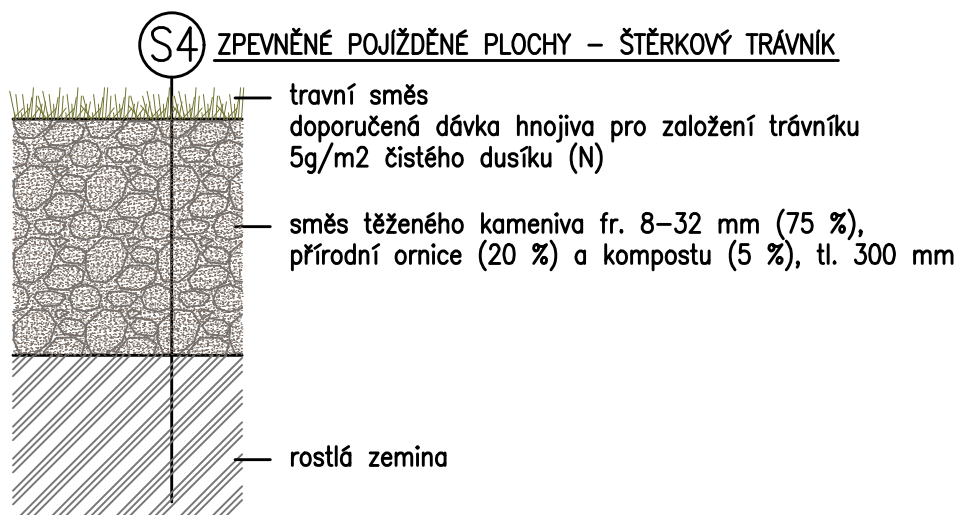 S4 ZPEVNĚNÉ POJÍŽDĚNÉ PLOCHY – ŠTĚRKOVÝ TRÁVNÍK
travní směs
doporučená dávka hnojiva pro založení trávníku
5g/m2 čistého dusíku (N)
směs těženého kameniva fr. 8–32 mm (75 %),
přírodní ornice (20 %) a kompostu (5 %), tl. 300 mm
rostlá zemina